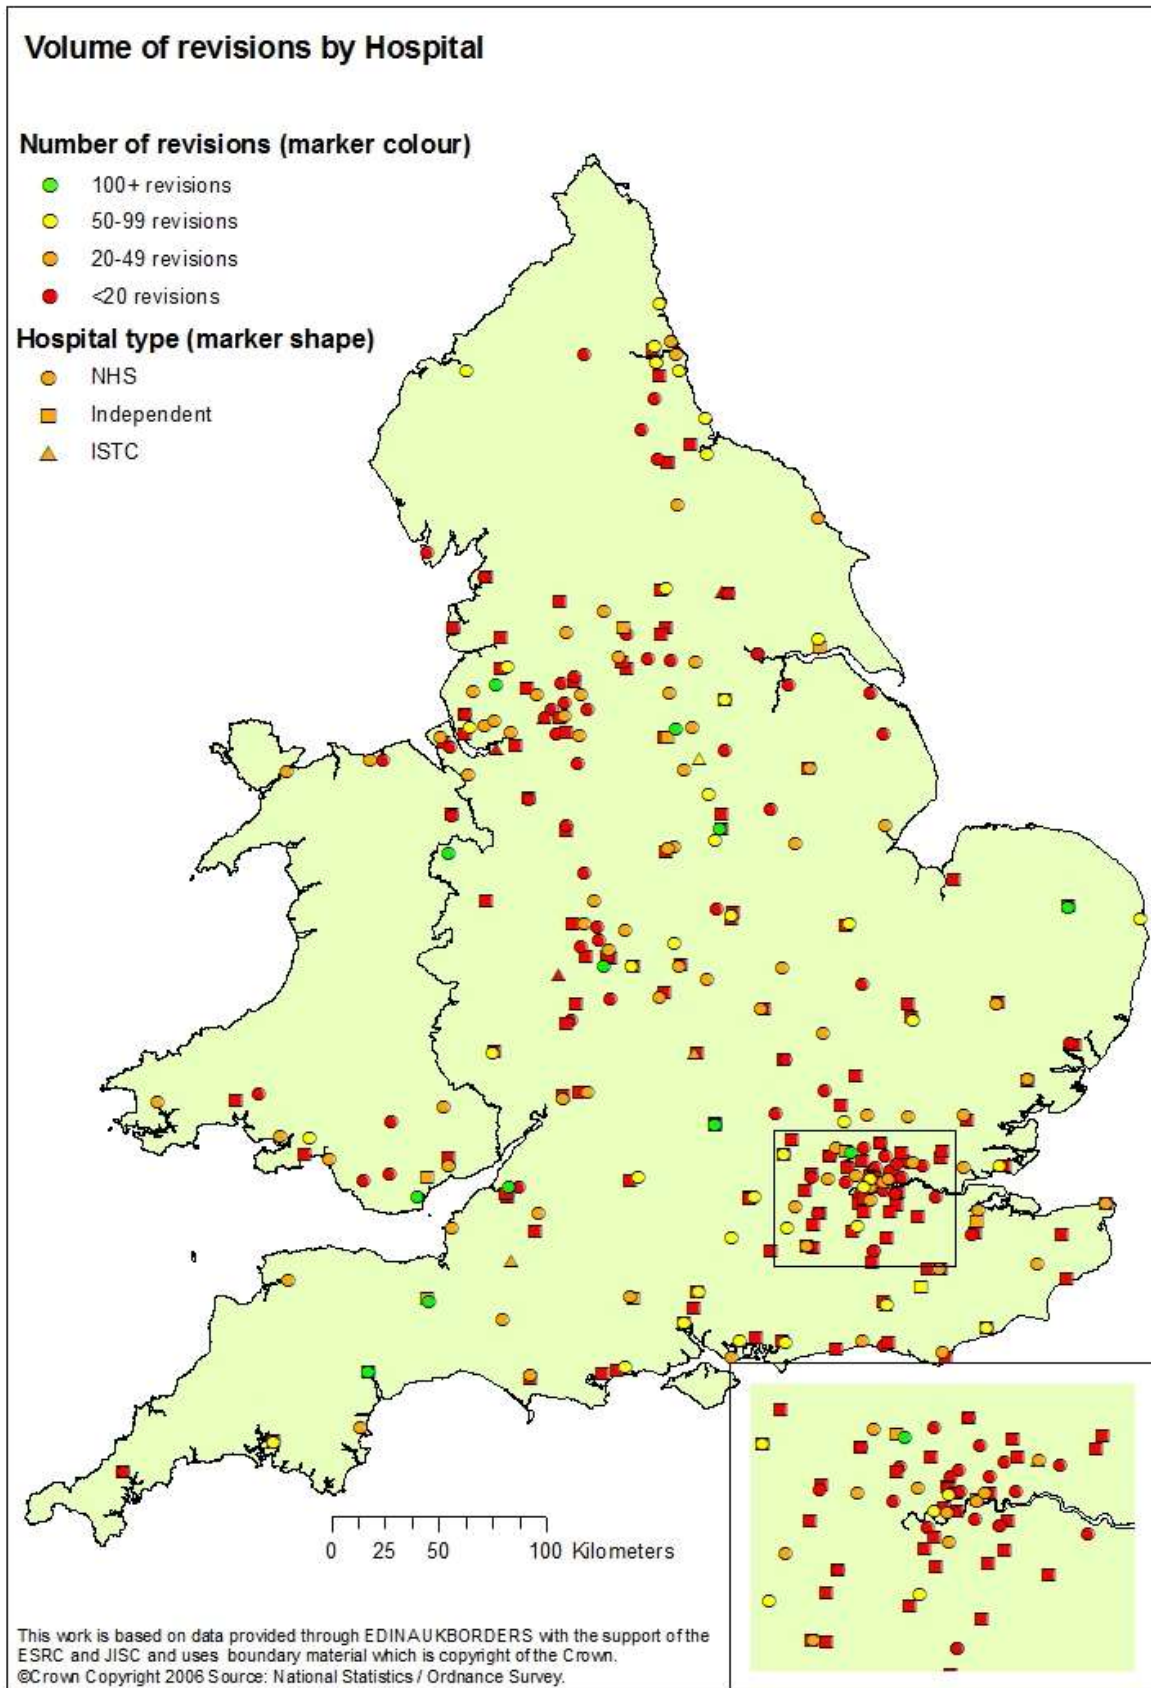 Volume of revisions by Hospital
Number of revisions (marker colour)
100+ revisions
50-99 revisions
20-49 revisions
<20 revisions
Hospital type (marker shape)
NHS
Independent
ISTC
0 25 50 100 Kilometers
This work is based on data provided through EDINAUKBORDERS with the support of the
ESRC and JISC and uses boundary material which is copyright of the Crown.
©Crown Copyright 2006 Source: National Statistics / Ordnance Survey.